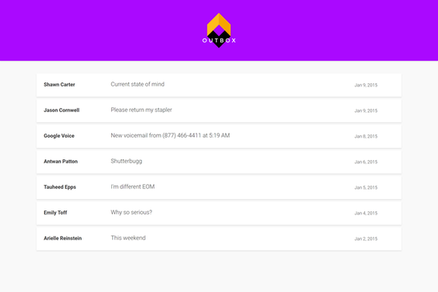 OUTBOX
Shawn Carter Current state of mind Jan 9, 2015
Jason Cornwell Please return my stapler Jan 9, 2015
Google Voice New voicemail from (877) 466-4411 at 5:19 AM Jan 8, 2015
Antwan Patton Shutterbugg Jan 6, 2015
Tauheed Epps I'm different EOM Jan 5, 2015
Emily Toff Why so serious? Jan 4, 2015
Arielle Reinstein This weekend Jan 2, 2015